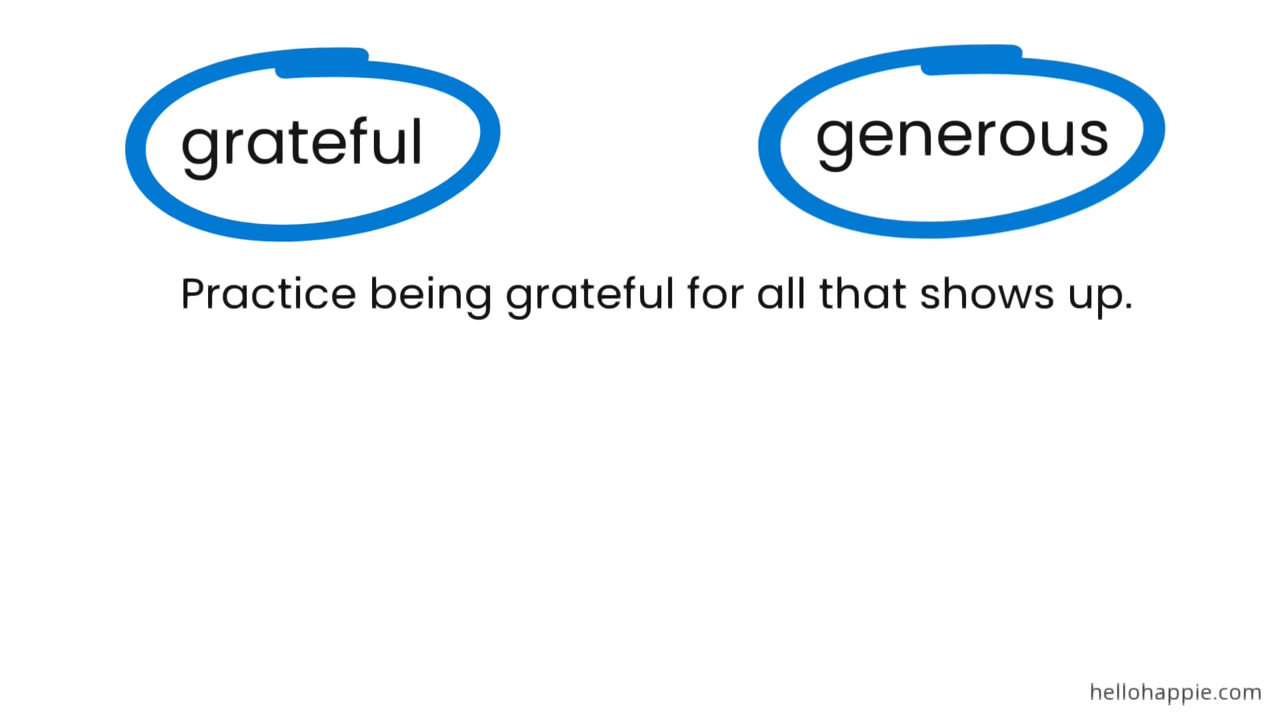 grateful
generous
Practice being grateful for all that shows up.
hellohappie.com